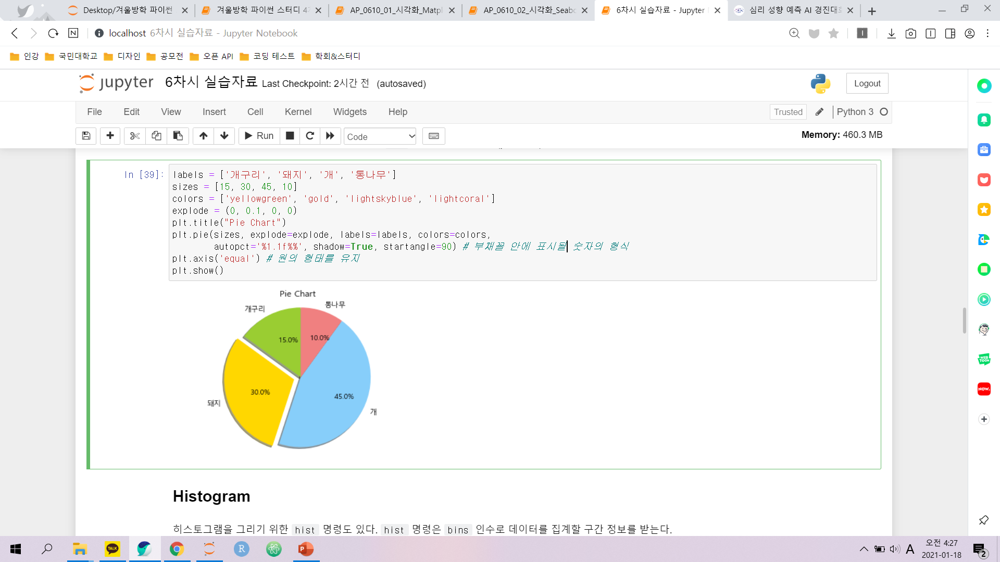 Desktop/겨울방학 파이썬
겨울방학 파이썬 스터디 4
AP_0610_01_시각화_Matpl
AP_0610_02_시각화_Seabo
6차시 실습자료 - Jupyter
심리 성향 예측 AI 경진대회
N
localhost 6차시 실습자료 - Jupyter Notebook
인강 국민대학교 디자인 공모전 오픈 API 코딩 테스트 학회&스터디
jupyter 6차시 실습자료 Last Checkpoint: 2시간 전 (autosaved)
Logout
File Edit View Insert Cell Kernel Widgets Help
Trusted Python 3
Run Code
Memory: 460.3 MB
In [39]:
labels = ['개구리', '돼지', '개', '통나무']
sizes = [15, 30, 45, 10]
colors = ['yellowgreen', 'gold', 'lightskyblue', 'lightcoral']
explode = (0, 0.1, 0, 0)
plt.title("Pie Chart")
plt.pie(sizes, explode=explode, labels=labels, colors=colors,
autopct='%1.1f%%', shadow=True, startangle=90) # 부채꼴 안에 표시될 숫자의 형식
plt.axis('equal') # 원의 형태를 유지
plt.show()
Pie Chart
개구리
통나무
15.0%
10.0%
30.0%
45.0%
돼지
개
Histogram
히스토그램을 그리기 위한 hist 명령도 있다. hist 명령은 bins 인수로 데이터를 집계할 구간 정보를 받는다.
WEB
TOON
NOW.
TALK
R
P
A
오전 4:27
2021-01-18
2